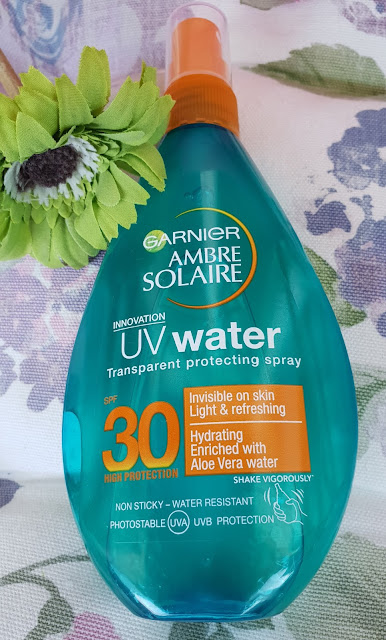 GARNIER
AMBRE
SOLAIRE
INNOVATION
UV water
Transparent protecting spray
SPF
30
HIGH PROTECTION
Invisible on skin
Light & refreshing
Hydrating
Enriched with
Aloe Vera water
SHAKE VIGOROUSLY*
NON STICKY – WATER RESISTANT
PHOTOSTABLE UVA UVB PROTECTION